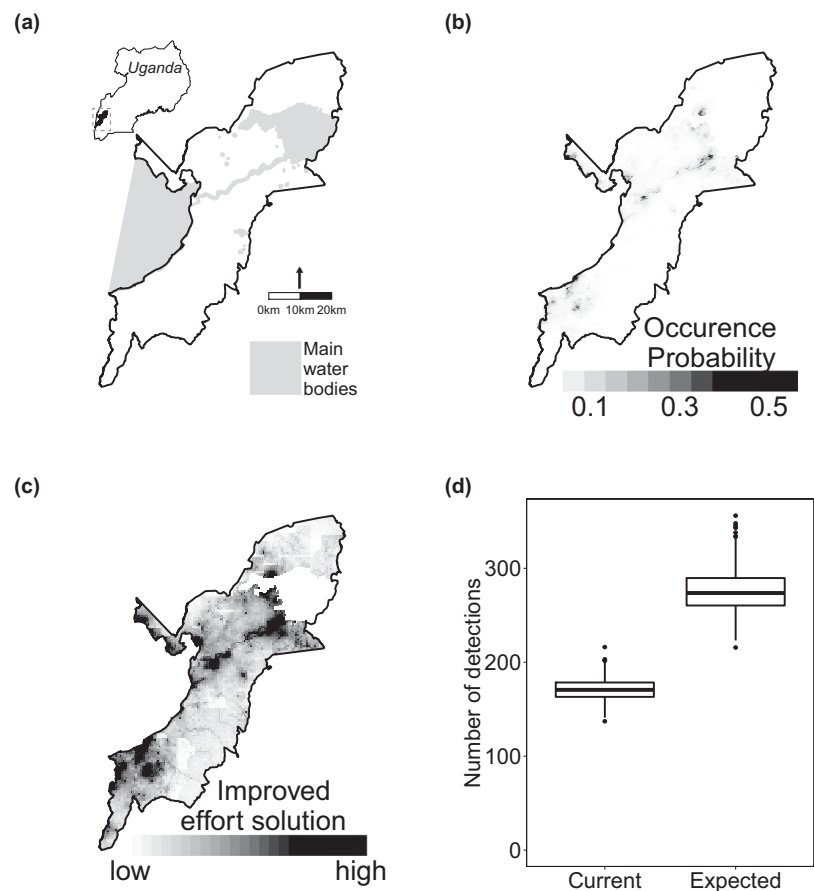 (a)
Uganda
0km 10km 20km
Main
water
bodies
(b)
Occurence
Probability
0.1 0.3 0.5
(c)
Improved
effort solution
low high
(d)
Number of detections
300
200
100
0
Current Expected